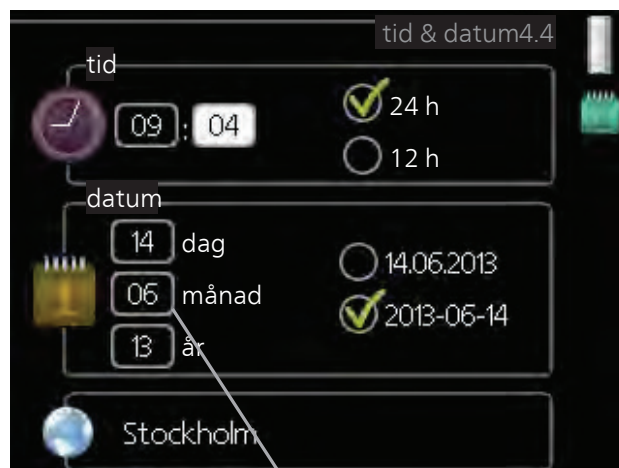 tid & datum4.4
tid
09 : 04
24 h
12 h
datum
14 dag
06 månad
13 år
14.06.2013
2013-06-14
Stockholm